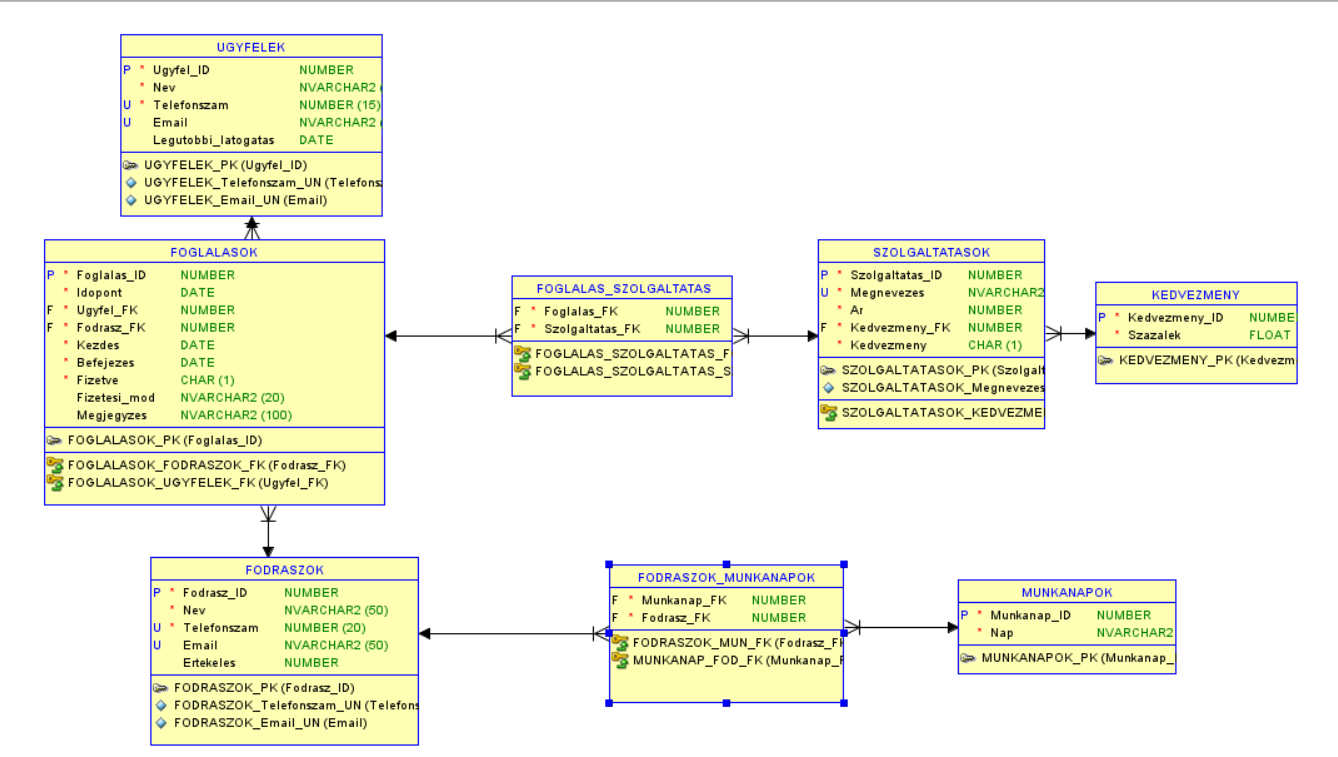 UGYFELEK
P * Ugyfel_ID NUMBER
* Nev NVARCHAR2
U * Telefonszam NUMBER (15)
U Email NVARCHAR2
Legutobbi_latogatas DATE
UGYFELEK_PK (Ugyfel_ID)
UGYFELEK_Telefonszam_UN (Telefons
UGYFELEK_Email_UN (Email)
FOGLALASOK
P * Foglalas_ID NUMBER
* Idopont DATE
F * Ugyfel_FK NUMBER
F * Fodrasz_FK NUMBER
* Kezdes DATE
* Befejezes DATE
* Fizetve CHAR (1)
Fizetesi_mod NVARCHAR2 (20)
Megjegyzes NVARCHAR2 (100)
FOGLALASOK_PK (Foglalas_ID)
FOGLALASOK_FODRASZOK_FK (Fodrasz_FK)
FOGLALASOK_UGYFELEK_FK (Ugyfel_FK)
FOGLALAS_SZOLGALTATAS
F * Foglalas_FK NUMBER
F * Szolgaltatas_FK NUMBER
FOGLALAS_SZOLGALTATAS_F
FOGLALAS_SZOLGALTATAS_S
SZOLGALTATASOK
P * Szolgaltatas_ID NUMBER
U * Megnevezes NVARCHAR2
* Ar NUMBER
F * Kedvezmeny_FK NUMBER
* Kedvezmeny CHAR (1)
SZOLGALTATASOK_PK (Szolgalt
SZOLGALTATASOK_Megnevezes
SZOLGALTATASOK_KEDVEZME
KEDVEZMENY
P * Kedvezmeny_ID NUMBE
* Szazalek FLOAT
KEDVEZMENY_PK (Kedvezm
FODRASZOK
P * Fodrasz_ID NUMBER
* Nev NVARCHAR2 (50)
U * Telefonszam NUMBER (20)
U Email NVARCHAR2 (50)
Ertekeles NUMBER
FODRASZOK_PK (Fodrasz_ID)
FODRASZOK_Telefonszam_UN (Telefons
FODRASZOK_Email_UN (Email)
FODRASZOK_MUNKANAPOK
F * Munkanap_FK NUMBER
F * Fodrasz_FK NUMBER
FODRASZOK_MUN_FK (Fodrasz_FK
MUNKANAP_FOD_FK (Munkanap_F
MUNKANAPOK
P * Munkanap_ID NUMBER
* Nap NVARCHAR2
MUNKANAPOK_PK (Munkanap_